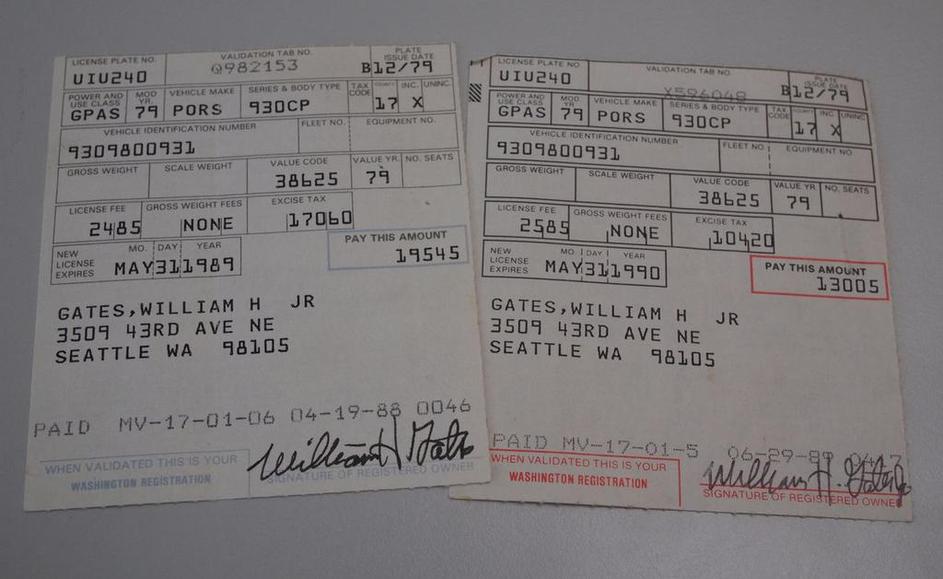 LICENSE PLATE NO. VALIDATION TAB NO. PLATE ISSUE DATE
UIU240 Q982153 B12/79
POWER AND USE CLASS MOD YR. VEHICLE MAKE SERIES & BODY TYPE TAX CODE COUNTY INC. UNINC.
GPAS 79 PORS 930CP 17 X
VEHICLE IDENTIFICATION NUMBER FLEET NO. EQUIPMENT NO.
9309800931
GROSS WEIGHT SCALE WEIGHT VALUE CODE VALUE YR. NO. SEATS
38625 79
LICENSE FEE GROSS WEIGHT FEES EXCISE TAX
2485 NONE 17060
NEW LICENSE EXPIRES MO. DAY YEAR PAY THIS AMOUNT
MAY 31 1989 19545
GATES,WILLIAM H JR
3509 43RD AVE NE
SEATTLE WA 98105
PAID MV-17-01-06 04-19-88 0046
William H Gates
WHEN VALIDATED THIS IS YOUR
WASHINGTON REGISTRATION
SIGNATURE OF REGISTERED OWNER
LICENSE PLATE NO. VALIDATION TAB NO. PLATE ISSUE DATE
UIU240 X596048 B12/79
POWER AND USE CLASS MOD YR. VEHICLE MAKE SERIES & BODY TYPE TAX CODE COUNTY INC. UNINC.
GPAS 79 PORS 930CP 17 X
VEHICLE IDENTIFICATION NUMBER FLEET NO. EQUIPMENT NO.
9309800931
GROSS WEIGHT SCALE WEIGHT VALUE CODE VALUE YR NO. SEATS
38625 79
LICENSE FEE GROSS WEIGHT FEES EXCISE TAX
2585 NONE 10420
NEW LICENSE EXPIRES MO. DAY YEAR PAY THIS AMOUNT
MAY 31 1990 13005
GATES,WILLIAM H JR
3509 43RD AVE NE
SEATTLE WA 98105
PAID MV-17-01-5 06-29-89
William H. Gates
WHEN VALIDATED THIS IS YOUR
WASHINGTON REGISTRATION
SIGNATURE OF REGISTERED OWNER